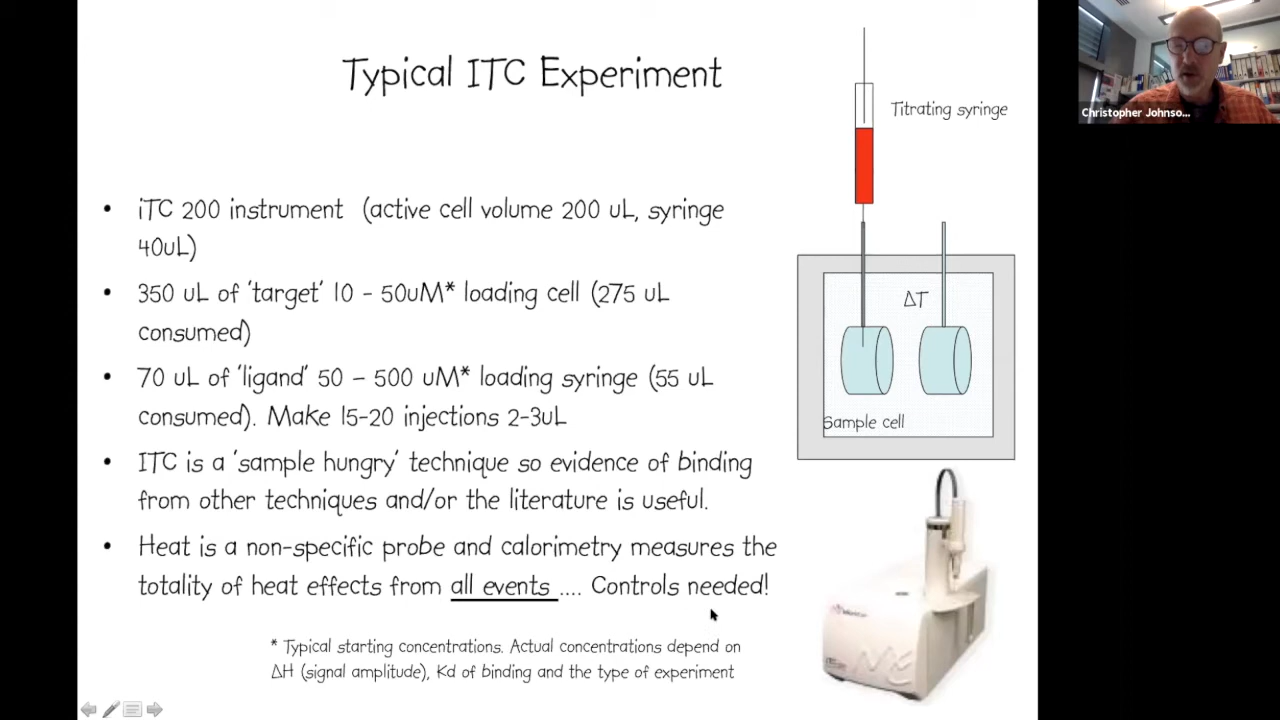 Typical ITC Experiment
Titrating syringe
• iTC 200 instrument (active cell volume 200 uL, syringe
40uL)
• 350 uL of 'target' 10 - 50uM* loading cell (275 uL
consumed)
• 70 uL of 'ligand' 50 – 500 uM* loading syringe (55 uL
consumed). Make 15-20 injections 2-3uL
• ITC is a 'sample hungry' technique so evidence of binding
from other techniques and/or the literature is useful.
• Heat is a non-specific probe and calorimetry measures the
totality of heat effects from all events .... Controls needed!
* Typical starting concentrations. Actual concentrations depend on
ΔH (signal amplitude), Kd of binding and the type of experiment
ΔT
Sample cell
Christopher Johnso...